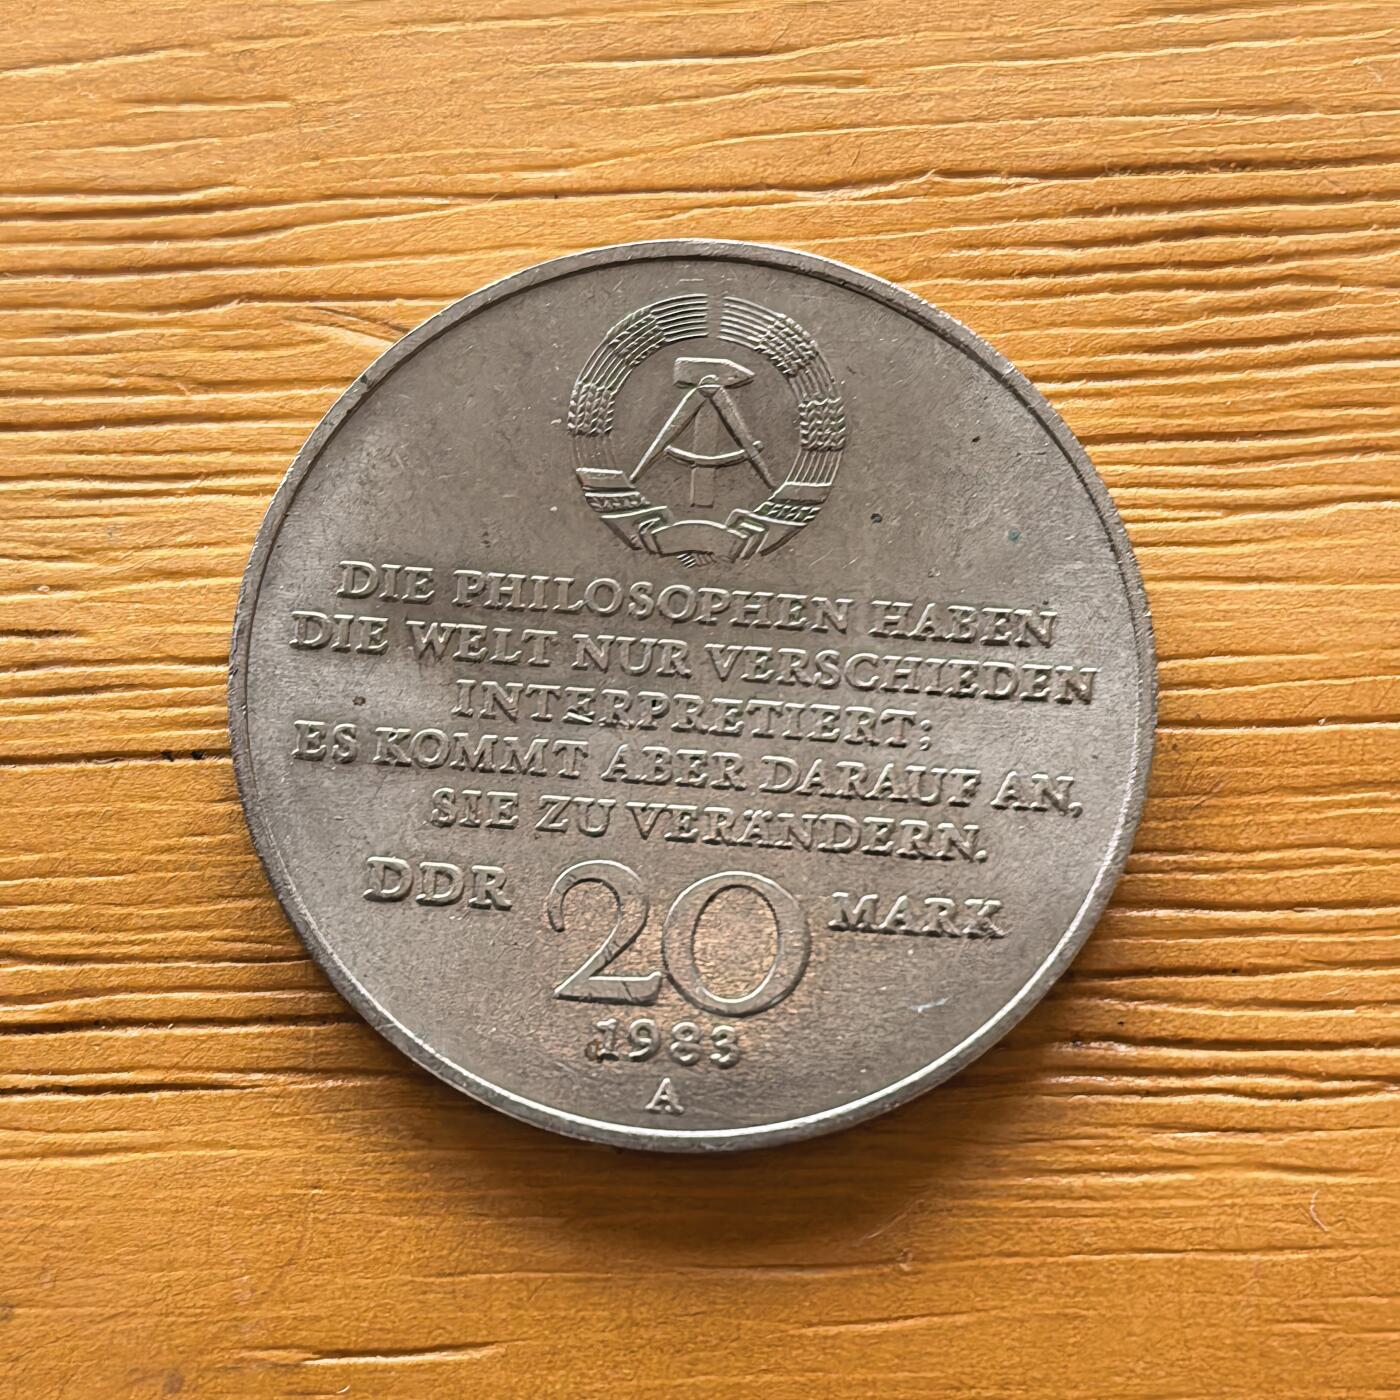 DIE PHILOSOPHEN HABEN
DIE WELT NUR VERSCHIEDEN
INTERPRETIERT;
ES KOMMT ABER DARAUF AN,
SIE ZU VERÄNDERN.
DDR 20 MARK
1983
A